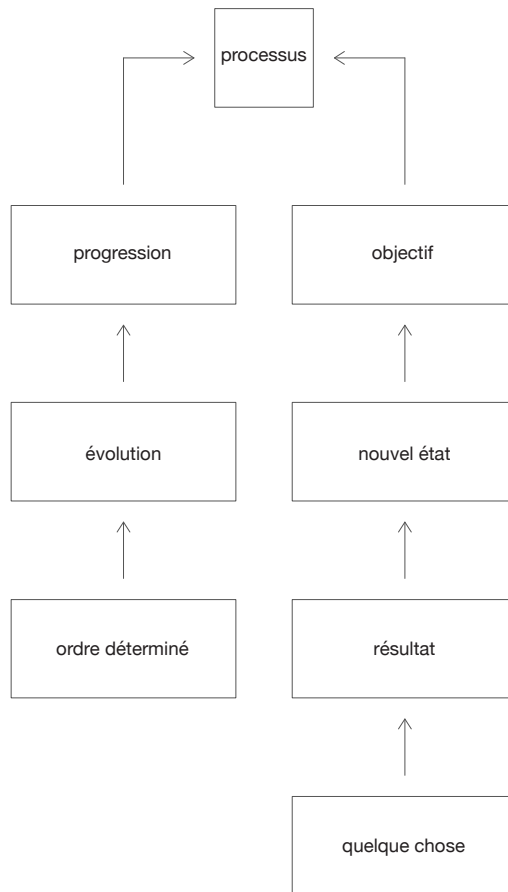 processus
progression
objectif
évolution
nouvel état
ordre déterminé
résultat
quelque chose